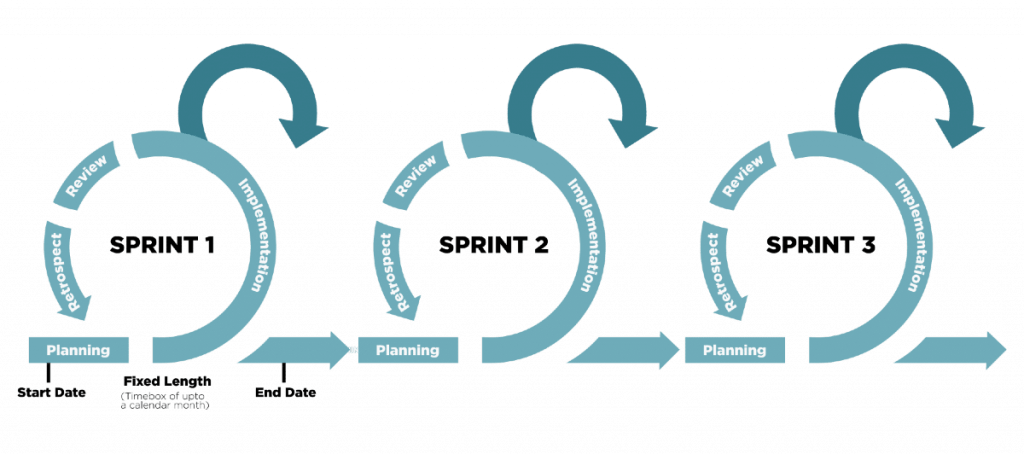 Review
Implementation
Retrospect
SPRINT 1
Planning
Start Date
Fixed Length
(Timebox of upto
a calendar month)
End Date
Review
Implementation
Retrospect
SPRINT 2
Planning
Review
Implementation
Retrospect
SPRINT 3
Planning